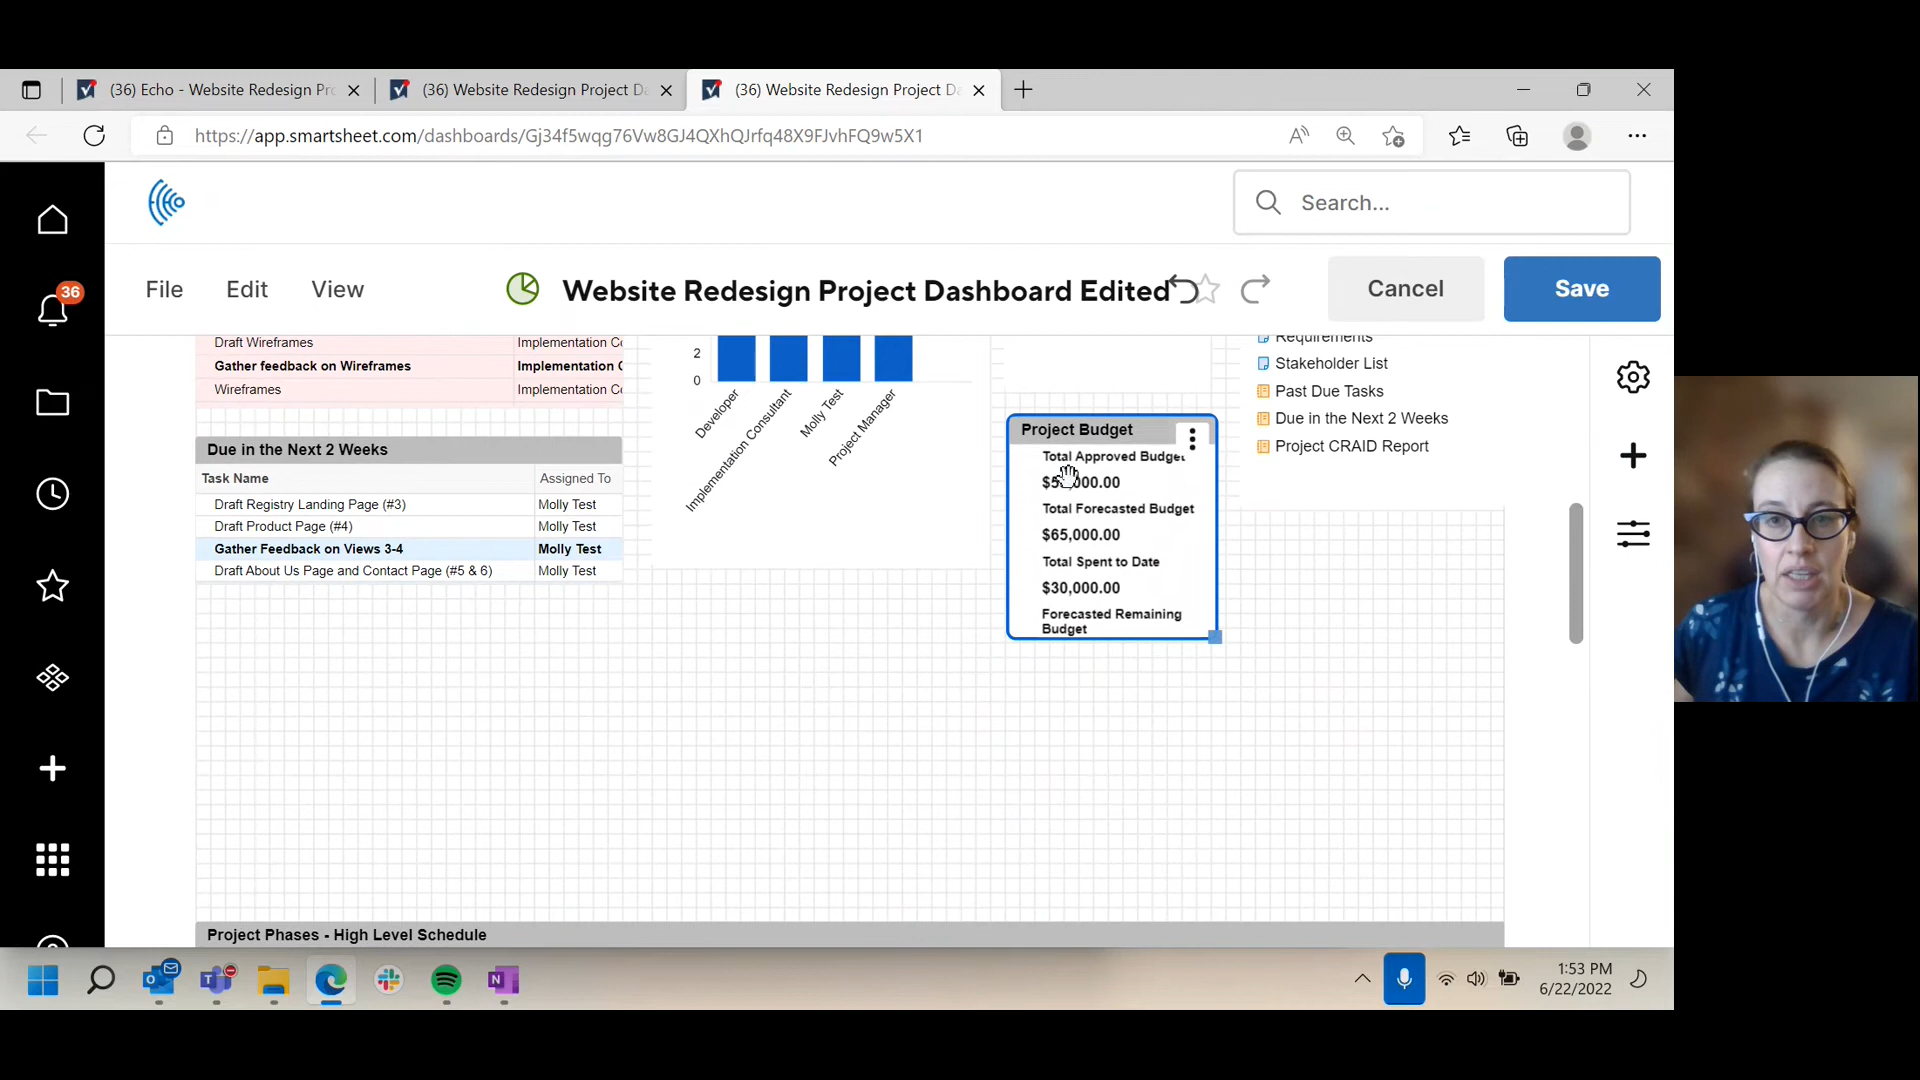 (36) Echo - Website Redesign Pr
(36) Website Redesign Project Da
(36) Website Redesign Project Da
https://app.smartsheet.com/dashboards/Gj34f5wqg76Vw8GJ4QXhQJrfq48X9FJvhFQ9w5X1
Search...
36
File Edit View
Website Redesign Project Dashboard Edited
Cancel
Save
Draft Wireframes Implementation Co
Gather feedback on Wireframes Implementation C
Wireframes Implementation Co
Due in the Next 2 Weeks
Task Name Assigned To
Draft Registry Landing Page (#3) Molly Test
Draft Product Page (#4) Molly Test
Gather Feedback on Views 3-4 Molly Test
Draft About Us Page and Contact Page (#5 & 6) Molly Test
2
0
Developer
Implementation Consultant
Molly Test
Project Manager
Project Budget
Total Approved Budget
Total Forecasted Budget
$65,000.00
Total Spent to Date
$30,000.00
Forecasted Remaining
Budget
Requirements
Stakeholder List
Past Due Tasks
Due in the Next 2 Weeks
Project CRAID Report
Project Phases - High Level Schedule
1:53 PM
6/22/2022